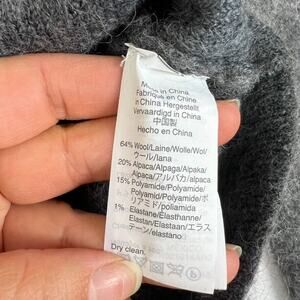 Made in China
Fabriqué en Chine
In China Hergestellt
Vervaardigd in China
中国製
Hecho en China
64% Wool/Laine/Wolle/Wol/
ウール/lana
20% Alpaca/Alpaga/Alpaka/
Alpaca/アルパカ/alpaca
15% Polyamide/Polyamide/
Polyamid/Polyamide/ポリ
アミド/poliamida
1% Elastane/Élasthanne/
Elastan/Elastaan/エラス
テーン/elastano
Dry clean